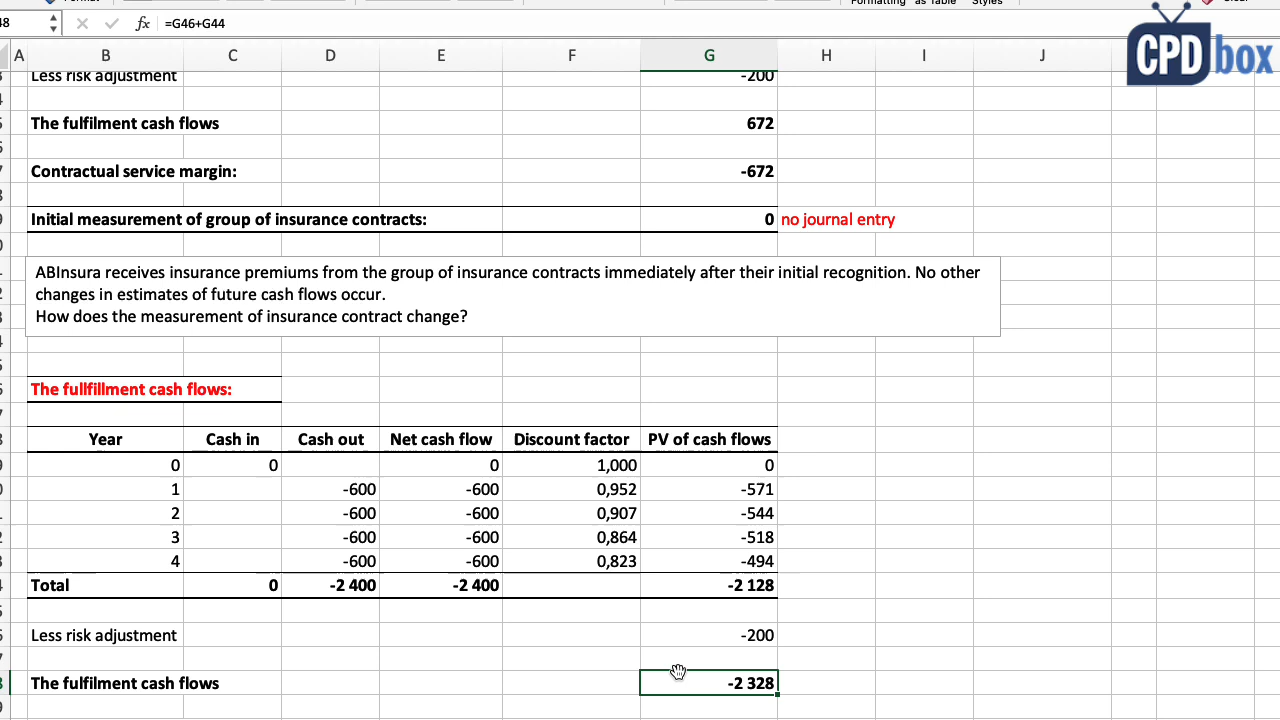 Formatting as Table Styles
48 fx =G46+G44
CPDbox
A B C D E F G H I J
Less risk adjustment -200
The fulfilment cash flows 672
Contractual service margin: -672
Initial measurement of group of insurance contracts: 0 no journal entry
ABInsura receives insurance premiums from the group of insurance contracts immediately after their initial recognition. No other
changes in estimates of future cash flows occur.
How does the measurement of insurance contract change?
The fullfillment cash flows:
Year Cash in Cash out Net cash flow Discount factor PV of cash flows
0 0 0 1,000 0
1 -600 -600 0,952 -571
2 -600 -600 0,907 -544
3 -600 -600 0,864 -518
4 -600 -600 0,823 -494
Total 0 -2 400 -2 400 -2 128
Less risk adjustment -200
The fulfilment cash flows -2 328